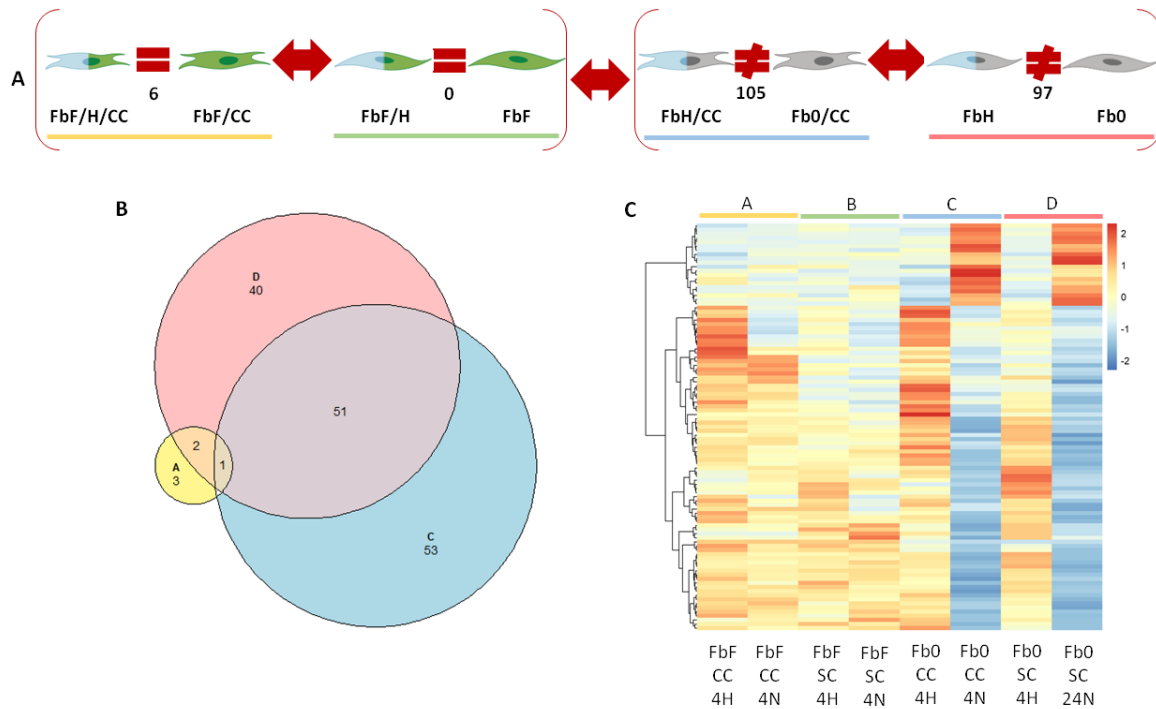 A
6
0
105
97
FbF/H/CC FbF/CC FbF/H FbF FbH/CC Fb0/CC FbH Fb0
B
D
40
51
2
1
A
3
C
53
C
A B C D
2
1
0
-1
-2
FbF FbF FbF FbF Fb0 Fb0 Fb0 Fb0
CC CC SC SC CC CC SC SC
4H 4N 4H 4N 4H 4N 4H 24N